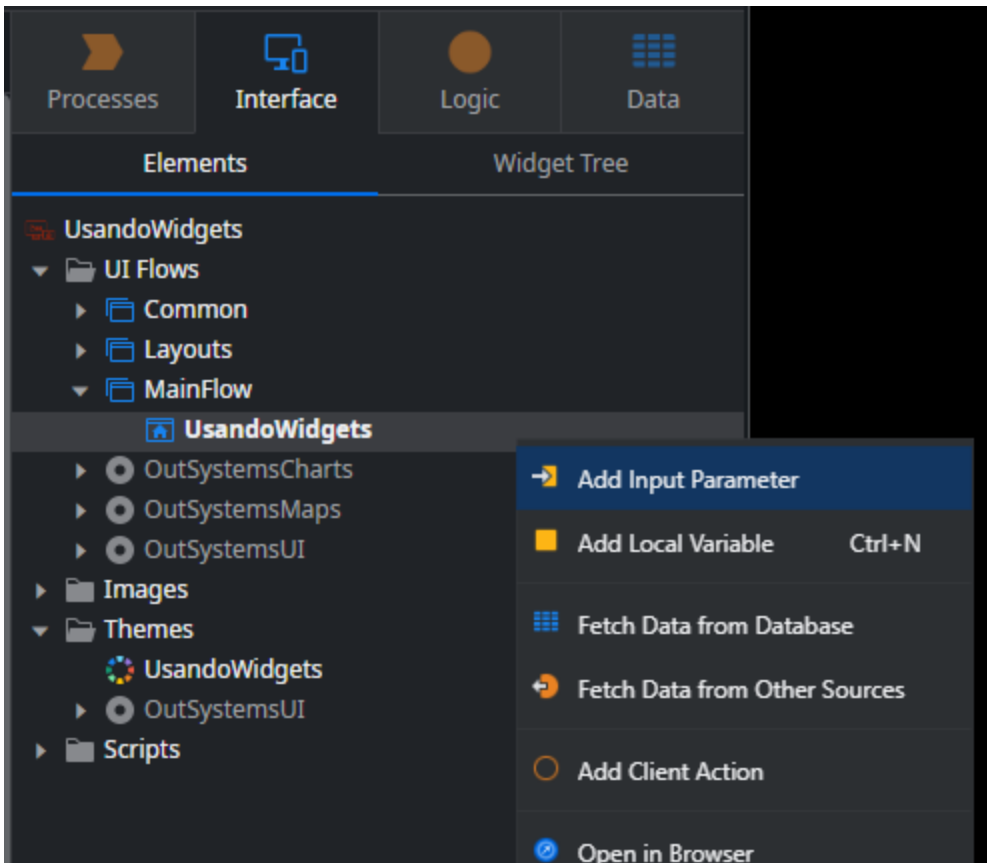 Processes Interface Logic Data
Elements Widget Tree
UsandoWidgets
UI Flows
Common
Layouts
MainFlow
UsandoWidgets
OutSystemsCharts
OutSystemsMaps
OutSystemsUI
Images
Themes
UsandoWidgets
OutSystemsUI
Scripts
Add Input Parameter
Add Local Variable Ctrl+N
Fetch Data from Database
Fetch Data from Other Sources
Add Client Action
Open in Browser